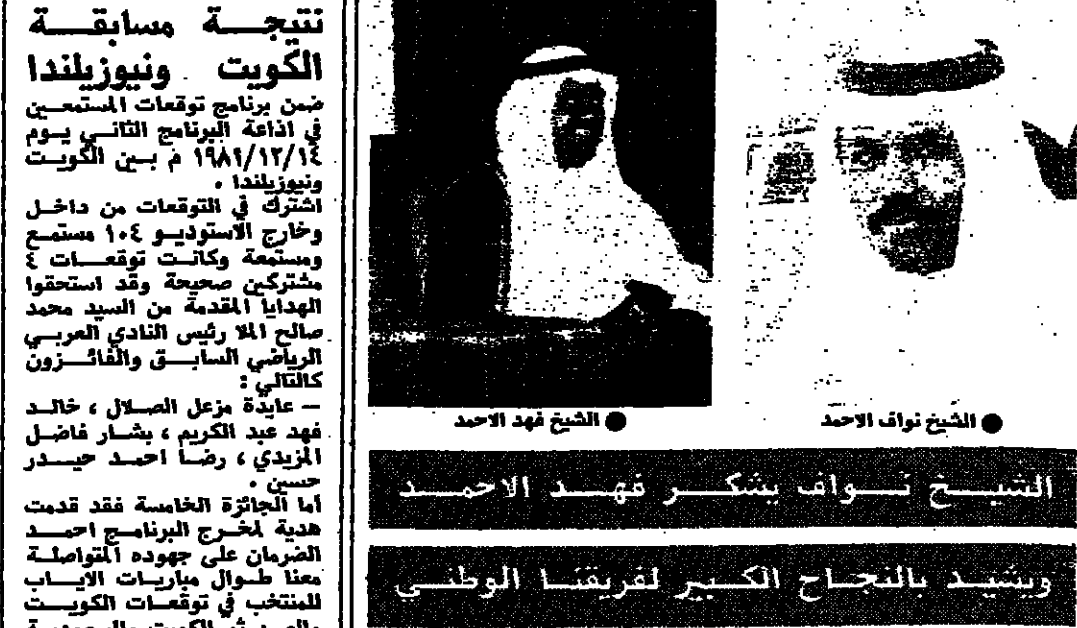 نتيجة مسابقة
الكويت ونيوزيلندا
ضمن برنامج توقعات المستمعين
في اذاعة البرنامج الثاني يوم
١٩٨١/١٢/١٤ م بين الكويت
ونيوزيلندا .
اشترك في التوقعات من داخل
وخارج الاستوديو ١٠٤ مستمع
ومستمعة وكانت توقعات ٤
مشتركين صحيحة وقد استحقوا
الهدايا المقدمة من السيد محمد
صالح الملا رئيس النادي العربي
الرياضي السابق والفائزون
كالتالي :
— عايدة مزعل الصلال ، خالد
فهد عبد الكريم ، بشار فاضل
المزيدي ، رضا احمد حيدر
حسين .
أما الجائزة الخامسة فقد قدمت
هدية لمخرج البرنامج احمد
الضرمان على جهوده المتواصلة
معنا طوال مباريات الاياب
للمنتخب في توقعات الكويت
● الشيخ نواف الاحمد
● الشيخ فهد الاحمد
الشيخ نواف يشكر فهد الاحمد
ويشيد بالنجاح الكبير لفريقنا الوطني